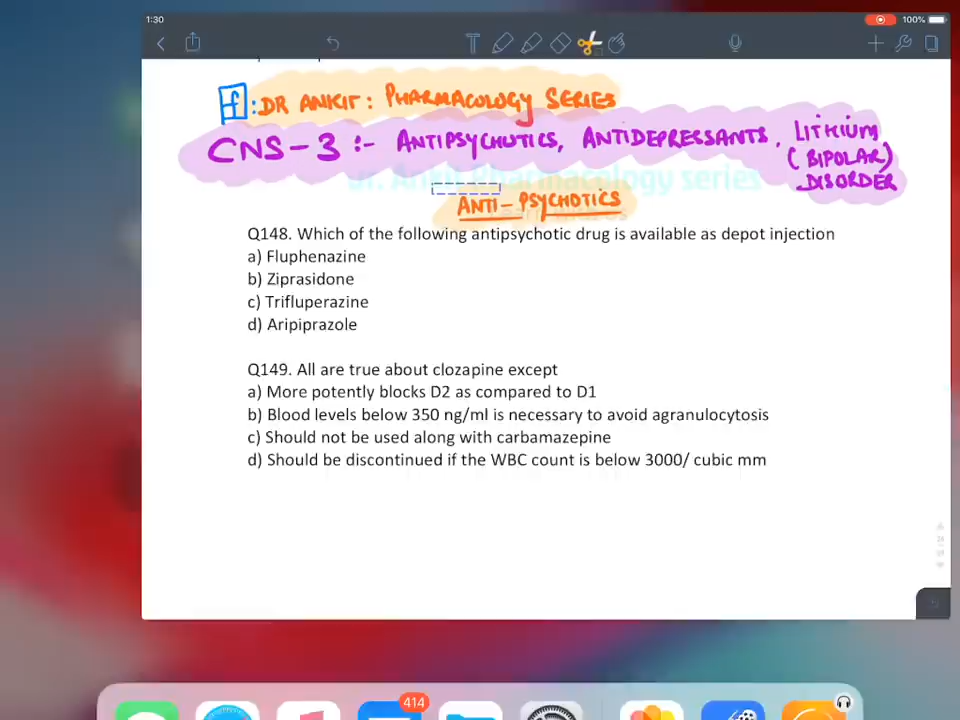 1:30
100%
f : DR ANKIT : PHARMACOLOGY SERIES
CNS-3 :- ANTIPSYCHOTICS, ANTIDEPRESSANTS, LITHIUM
(BIPOLAR)
DISORDER
dr. Ankit Pharmacology series
ANTI-PSYCHOTICS
Q148. Which of the following antipsychotic drug is available as depot injection
a) Fluphenazine
b) Ziprasidone
c) Trifluperazine
d) Aripiprazole
Q149. All are true about clozapine except
a) More potently blocks D2 as compared to D1
b) Blood levels below 350 ng/ml is necessary to avoid agranulocytosis
c) Should not be used along with carbamazepine
d) Should be discontinued if the WBC count is below 3000/ cubic mm
414